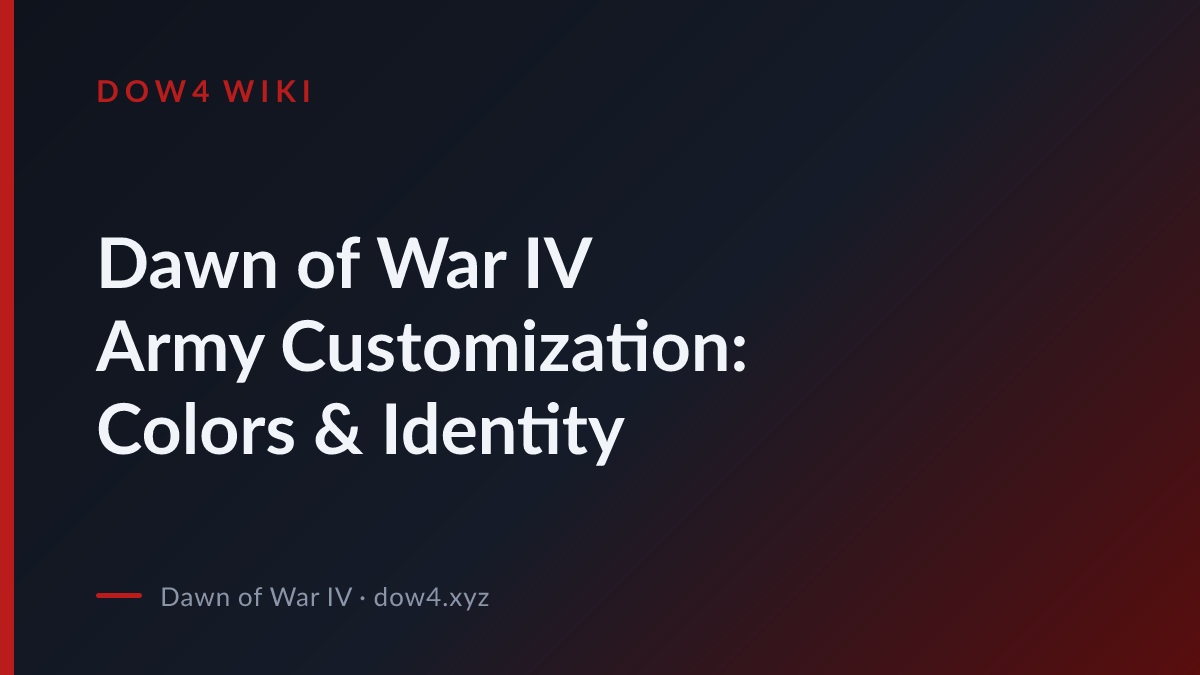 DOW4 WIKI
Dawn of War IV
Army Customization:
Colors & Identity
Dawn of War IV · dow4.xyz